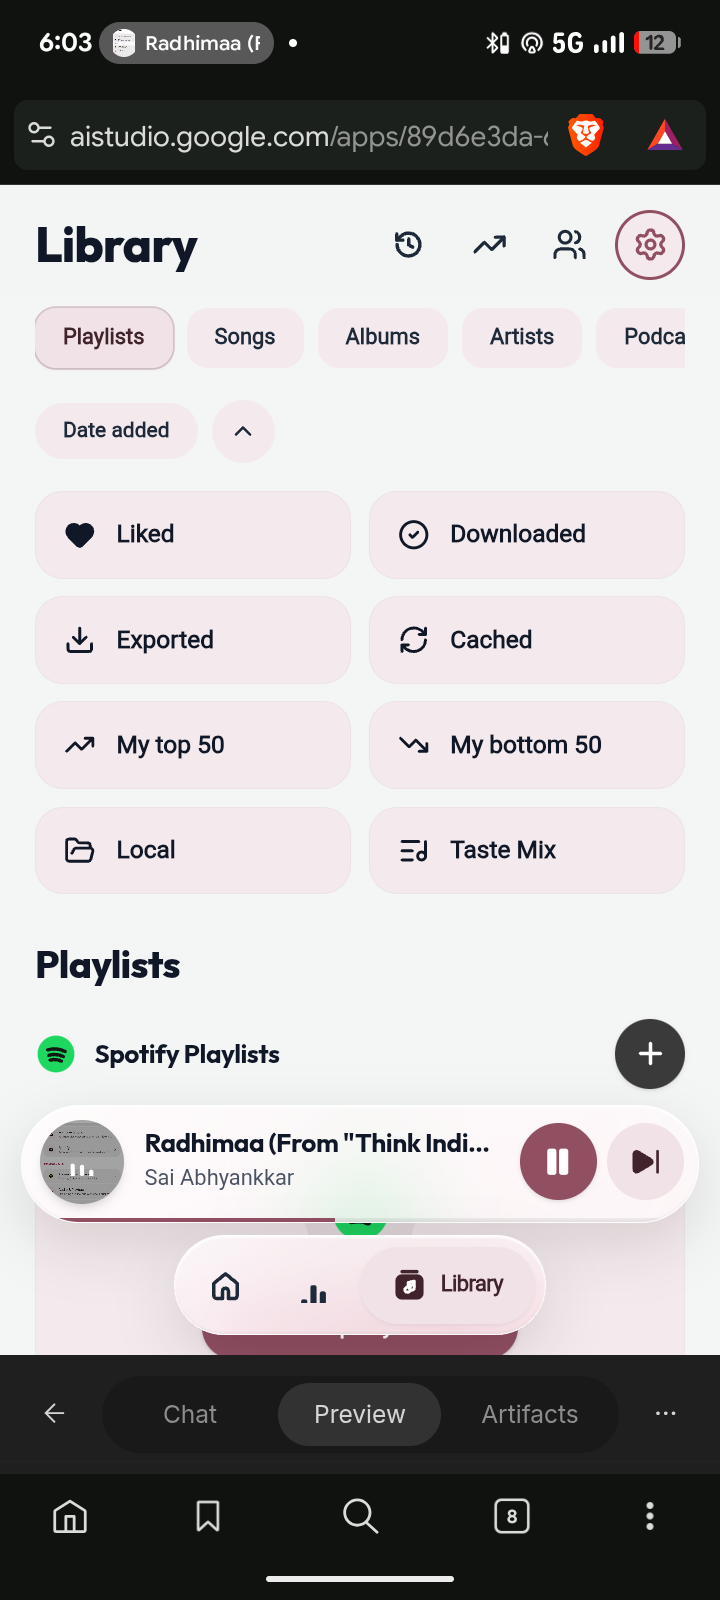 6:03 Radhimaa (F 5G 12
aistudio.google.com/apps/89d6e3da-
Library
Playlists Songs Albums Artists Podca
Date added
Liked Downloaded
Exported Cached
My top 50 My bottom 50
Local Taste Mix
Playlists
Spotify Playlists
Radhimaa (From "Think Indi...
Sai Abhyankkar
Library
Chat Preview Artifacts
8